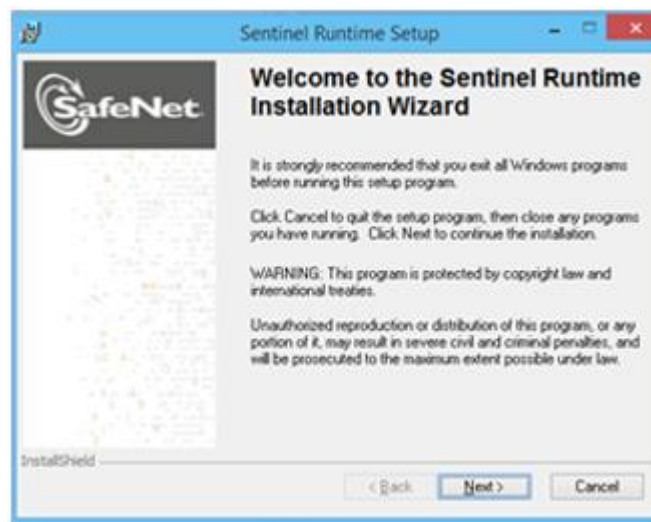 Sentinel Runtime Setup
SafeNet.
Welcome to the Sentinel Runtime
Installation Wizard
It is strongly recommended that you exit all Windows programs
before running this setup program.
Click Cancel to quit the setup program, then close any programs
you have running. Click Next to continue the installation.
WARNING: This program is protected by copyright law and
international treaties.
Unauthorized reproduction or distribution of this program, or any
portion of it, may result in severe civil and criminal penalties, and
will be prosecuted to the maximum extent possible under law.
InstallShield
< Back
Next >
Cancel